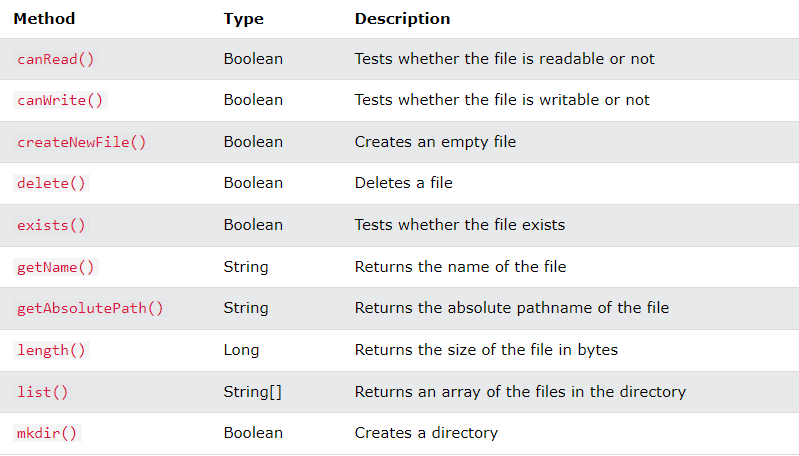 Method Type Description
canRead() Boolean Tests whether the file is readable or not
canWrite() Boolean Tests whether the file is writable or not
createNewFile() Boolean Creates an empty file
delete() Boolean Deletes a file
exists() Boolean Tests whether the file exists
getName() String Returns the name of the file
getAbsolutePath() String Returns the absolute pathname of the file
length() Long Returns the size of the file in bytes
list() String[] Returns an array of the files in the directory
mkdir() Boolean Creates a directory